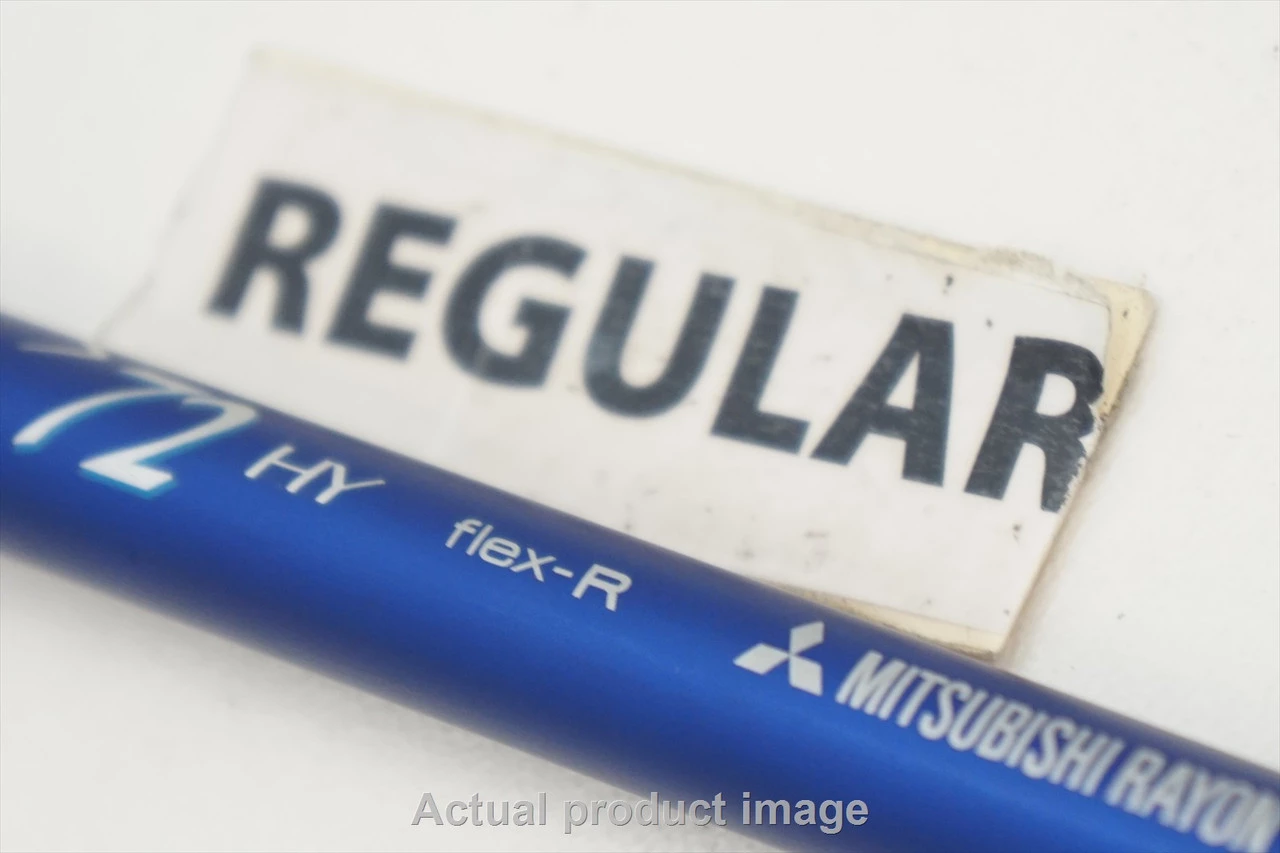 REGULAR
72 HY flex-R MITSUBISHI RAYON
Actual product image